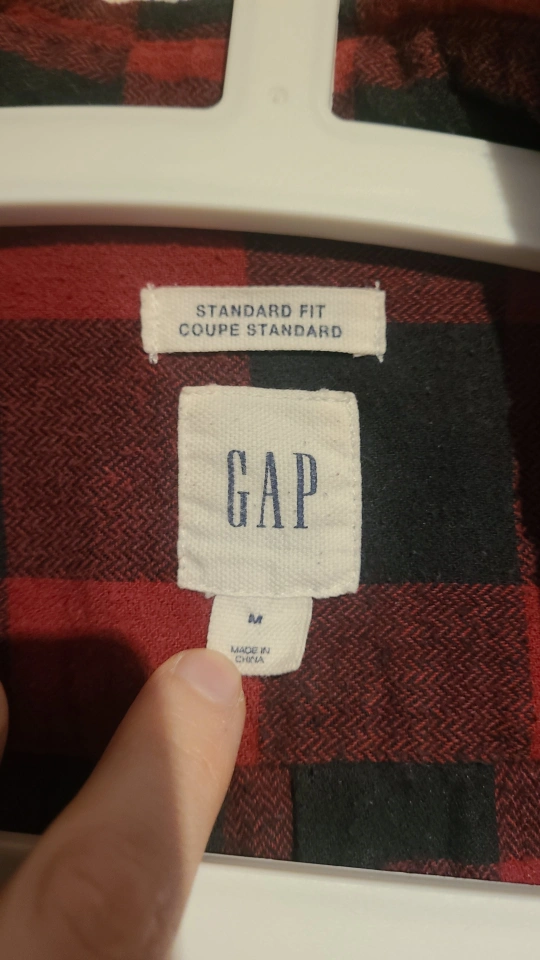 STANDARD FIT
COUPE STANDARD
GAP
M
MADE IN
CHINA